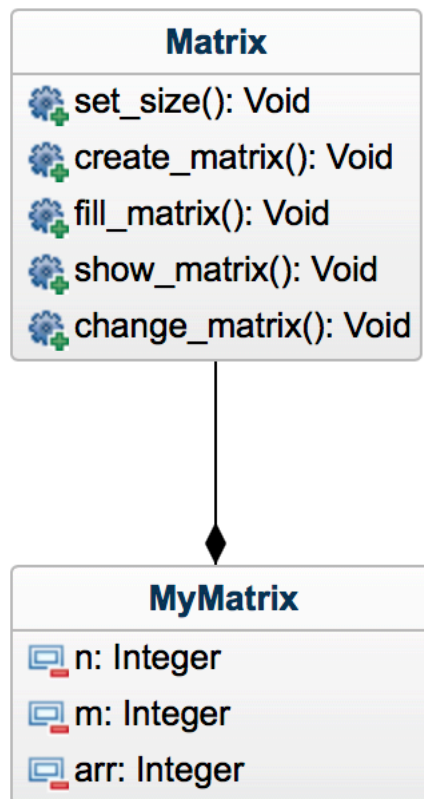 Matrix
set_size(): Void
create_matrix(): Void
fill_matrix(): Void
show_matrix(): Void
change_matrix(): Void
MyMatrix
n: Integer
m: Integer
arr: Integer